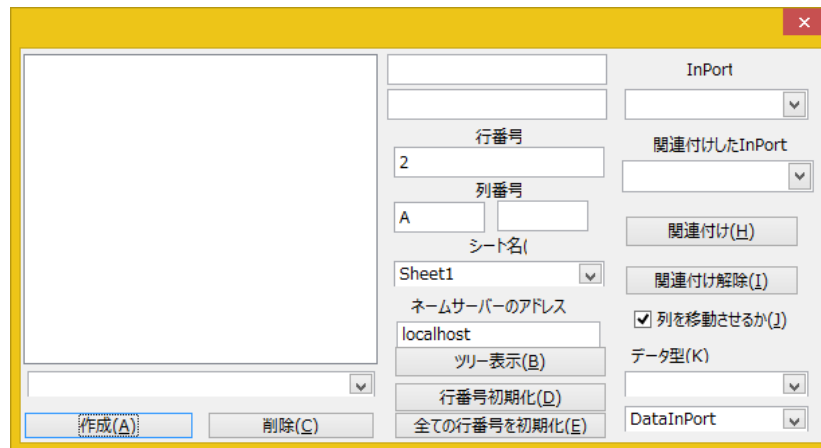 InPort
行番号
関連付けしたInPort
2
列番号
A
関連付け(H)
シート名(
Sheet1
関連付け解除(I)
ネームサーバーのアドレス
列を移動させるか(J)
localhost
ツリー表示(B)
データ型(K)
行番号初期化(D)
作成(A)
削除(C)
全ての行番号を初期化(E)
DataInPort